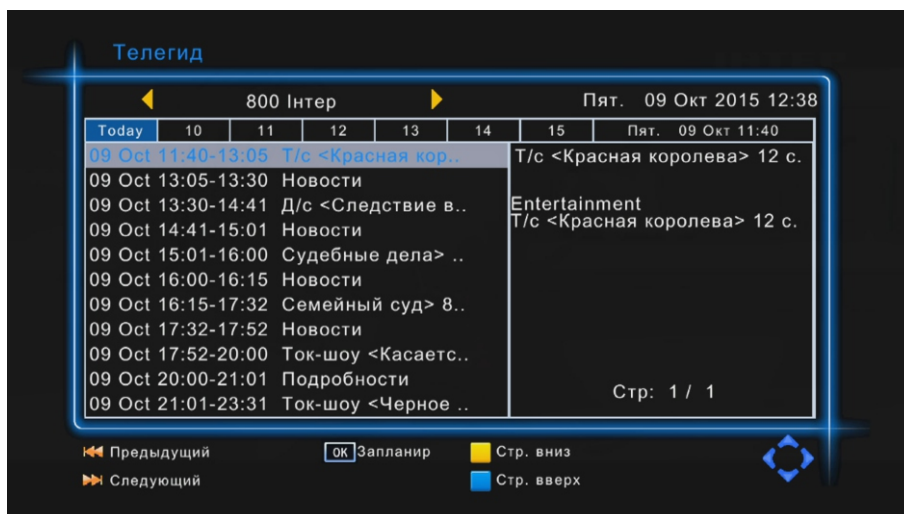 Телегид
800 Інтер
Пят. 09 Окт 2015 12:38
Today 10 11 12 13 14 15 Пят. 09 Окт 11:40
09 Oct 11:40-13:05 Т/с <Красная кор..
09 Oct 13:05-13:30 Новости
09 Oct 13:30-14:41 Д/с <Следствие в..
09 Oct 14:41-15:01 Новости
09 Oct 15:01-16:00 Судебные дела> ..
09 Oct 16:00-16:15 Новости
09 Oct 16:15-17:32 Семейный суд> 8..
09 Oct 17:32-17:52 Новости
09 Oct 17:52-20:00 Ток-шоу <Касаетс..
09 Oct 20:00-21:01 Подробности
09 Oct 21:01-23:31 Ток-шоу <Черное ..
Т/с <Красная королева> 12 с.
Entertainment
Т/с <Красная королева> 12 с.
Стр: 1 / 1
Предыдущий
OK Запланир
Стр. вниз
Следующий
Стр. вверх